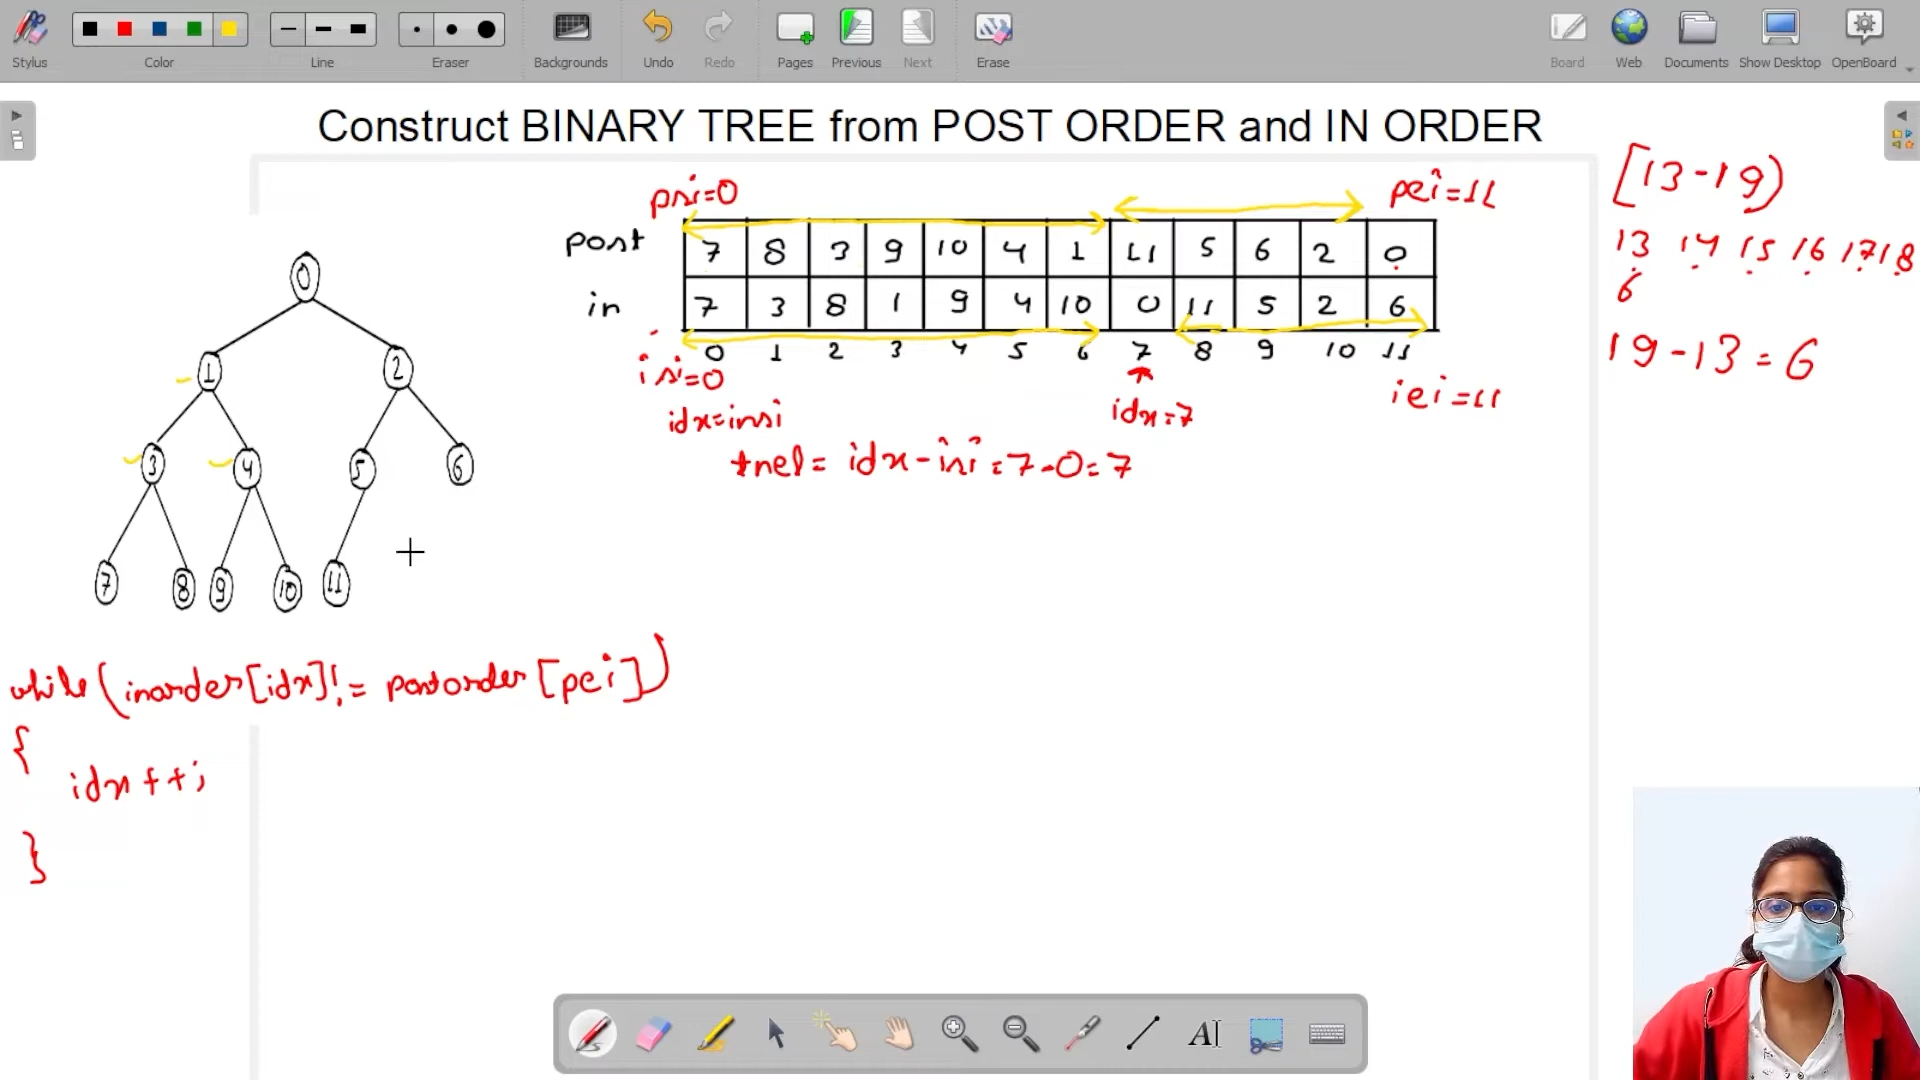 Stylus
Color
Line
Eraser
Backgrounds
Undo
Redo
Pages
Previous
Next
Erase
Board
Web
Documents
Show Desktop
OpenBoard
Construct BINARY TREE from POST ORDER and IN ORDER
psi=0
pei=11
post 7 8 3 9 10 4 1 11 5 6 2 0
in 7 3 8 1 9 4 10 0 11 5 2 6
0 1 2 3 4 5 6 7 8 9 10 11
isi=0
iei=11
idx=insi
idx=7
tnel= idx-isi=7-0=7
[13-19)
13 14 15 16 17 18
6
19-13=6
0
1 2
3 4 5 6
7 8 9 10 11
while(inorder[idx]!= postorder[pei])
{
idx++;
}
AI